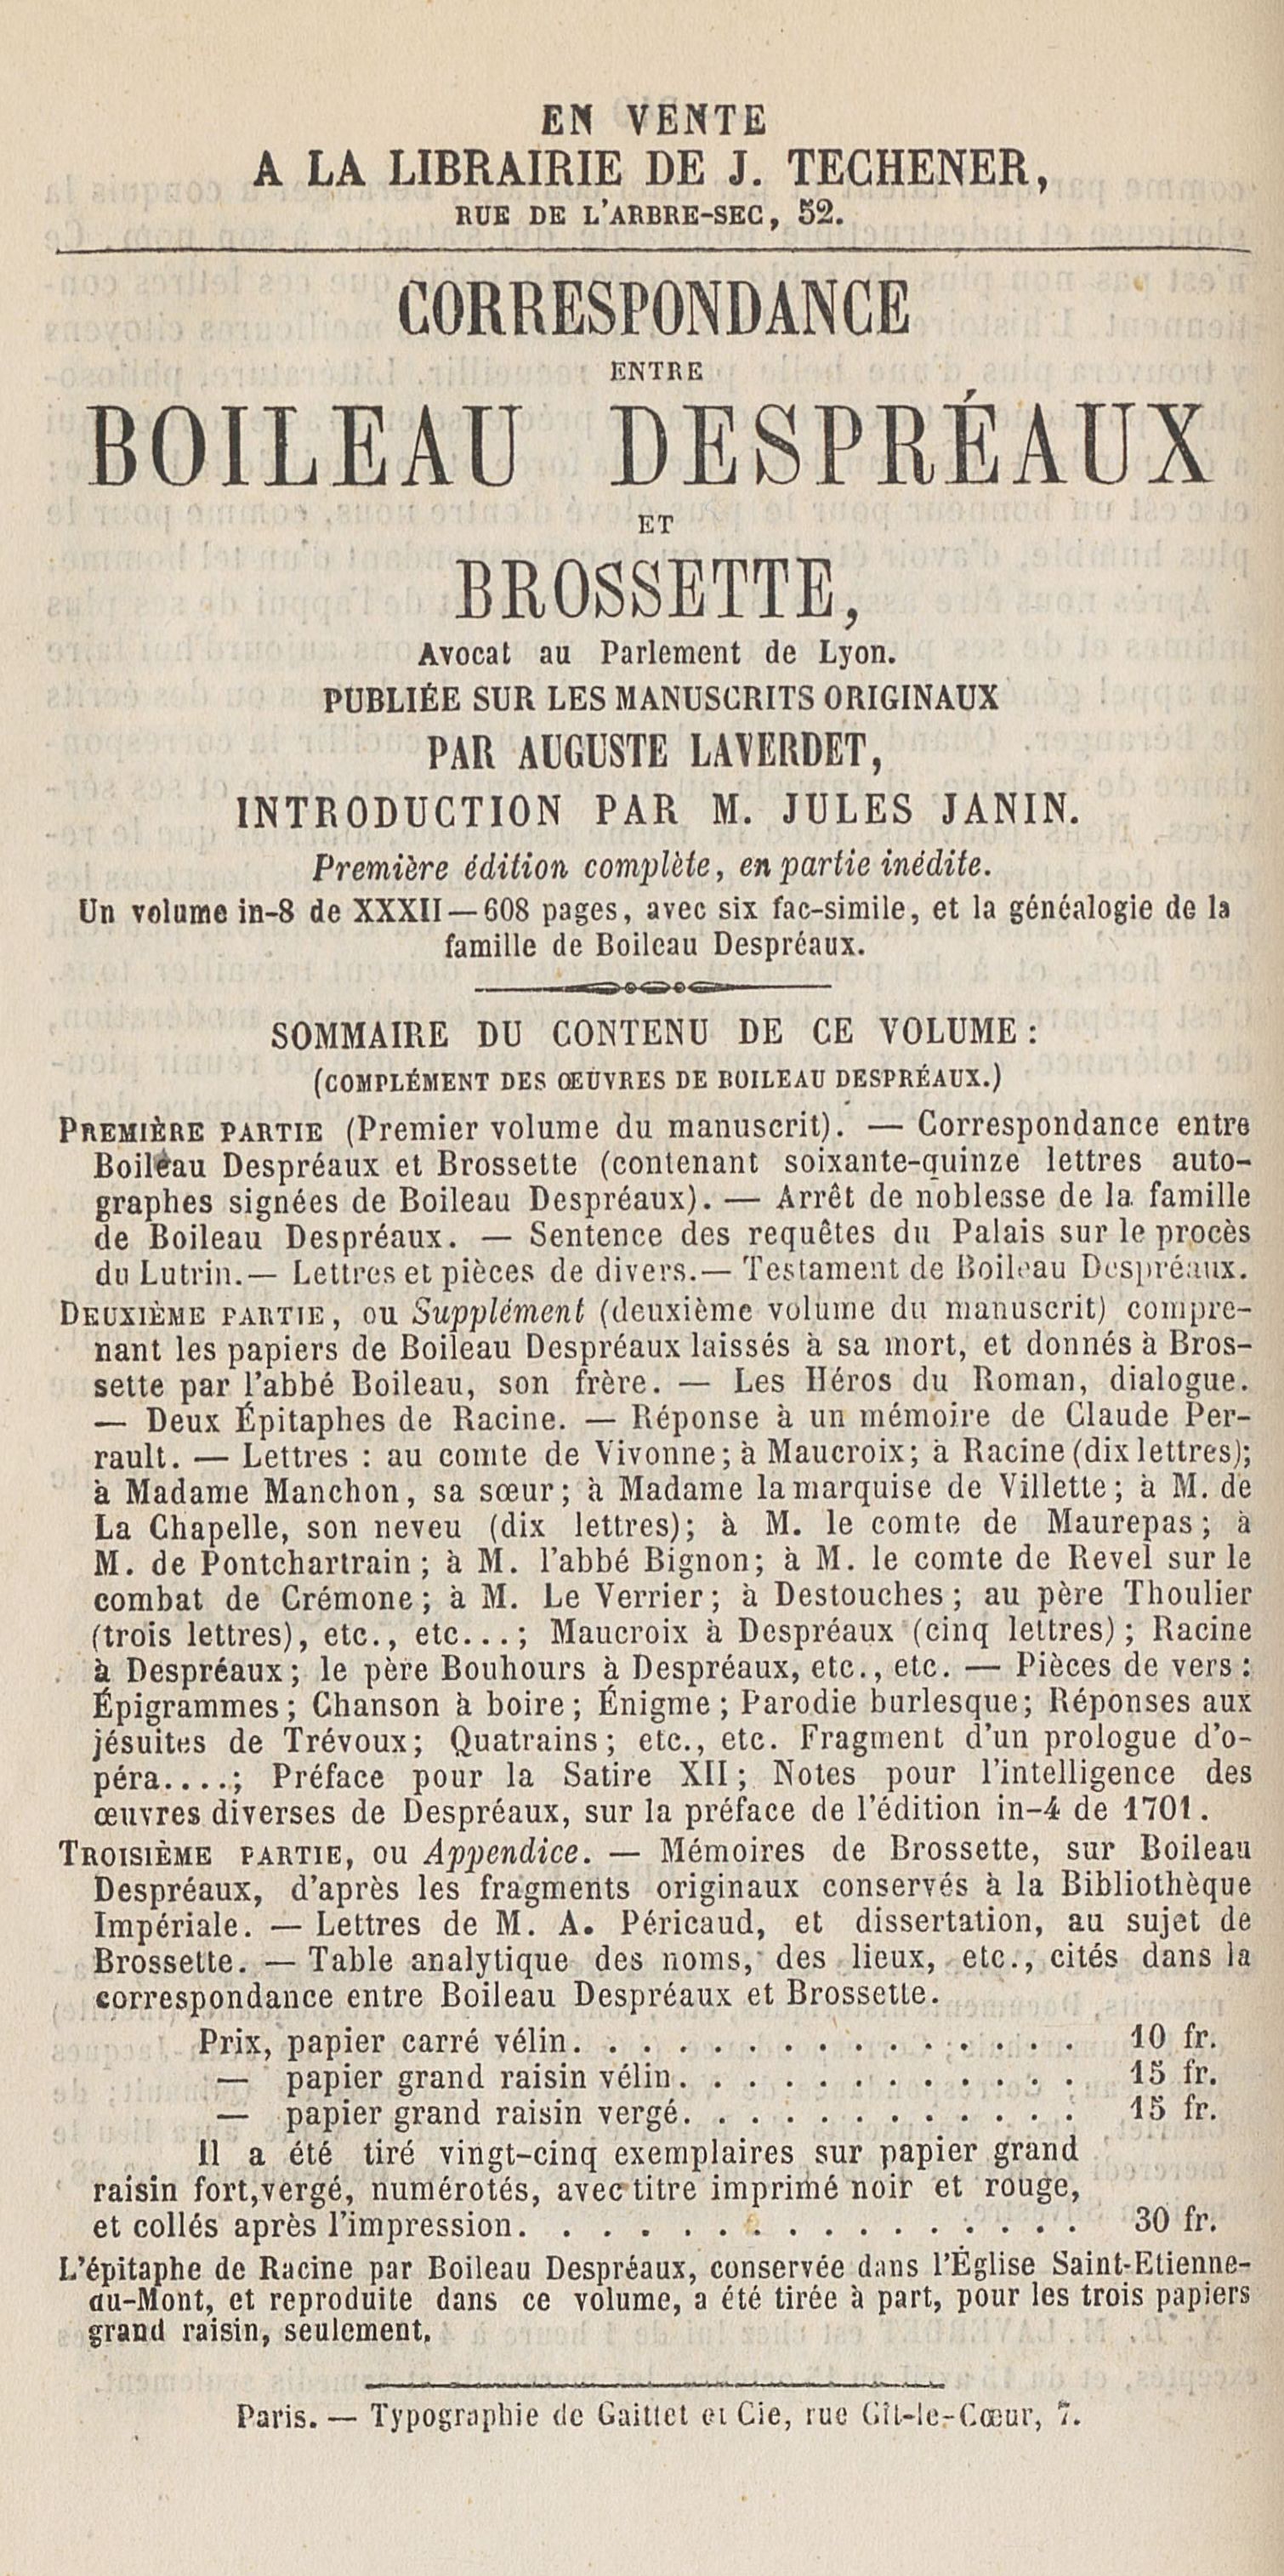 EN VENTE
A LA LIBRAIRIE DE J. TECHENER,
RUE DE L'ARBRE-SEC, 52.
CORRESPONDANCE
ENTRE
BOILEAU DESPRÉAUX
ET
BROSSETTE,
Avocat au Parlement de Lyon.
PUBLIÉE SUR LES MANUSCRITS ORIGINAUX
PAR AUGUSTE LAVERDET,
INTRODUCTION PAR M. JULES JANIN.
Première édition complète, en partie inédite.
Un volume in-8 de XXXII—608 pages, avec six fac-simile, et la généalogie de la
famille de Boileau Despréaux.
SOMMAIRE DU CONTENU DE CE VOLUME :
(COMPLÉMENT DES ŒUVRES DE BOILEAU DESPRÉAUX.)
PREMIÈRE PARTIE (Premier volume du manuscrit). — Correspondance entre
Boileau Despréaux et Brossette (contenant soixante-quinze lettres auto-
graphes signées de Boileau Despréaux). — Arrêt de noblesse de la famille
de Boileau Despréaux. — Sentence des requêtes du Palais sur le procès
du Lutrin.— Lettres et pièces de divers.— Testament de Boileau Despréaux.
DEUXIÈME PARTIE, ou Supplément (deuxième volume du manuscrit) compre-
nant les papiers de Boileau Despréaux laissés à sa mort, et donnés à Bros-
sette par l'abbé Boileau, son frère. — Les Héros du Roman, dialogue.
— Deux Épitaphes de Racine. — Réponse à un mémoire de Claude Per-
rault. — Lettres : au comte de Vivonne; à Maucroix; à Racine (dix lettres);
à Madame Manchon, sa sœur; à Madame la marquise de Villette; à M. de
La Chapelle, son neveu (dix lettres); à M. le comte de Maurepas; à
M. de Pontchartrain; à M. l'abbé Bignon; à M. le comte de Revel sur le
combat de Crémone; à M. Le Verrier; à Destouches; au père Thoulier
(trois lettres), etc., etc...; Maucroix à Despréaux (cinq lettres); Racine
à Despréaux; le père Bouhours à Despréaux, etc., etc. — Pièces de vers :
Épigrammes; Chanson à boire; Énigme; Parodie burlesque; Réponses aux
jésuites de Trévoux; Quatrains; etc., etc. Fragment d'un prologue d'o-
péra....; Préface pour la Satire XII; Notes pour l'intelligence des
œuvres diverses de Despréaux, sur la préface de l'édition in-4 de 1701.
TROISIÈME PARTIE, ou Appendice. — Mémoires de Brossette, sur Boileau
Despréaux, d'après les fragments originaux conservés à la Bibliothèque
Impériale. — Lettres de M. A. Péricaud, et dissertation, au sujet de
Brossette. — Table analytique des noms, des lieux, etc., cités dans la
correspondance entre Boileau Despréaux et Brossette.
Prix, papier carré vélin. . . . . . . . . . . . . 10 fr.
— papier grand raisin vélin. . . . . . . . . . . 15 fr.
— papier grand raisin vergé. . . . . . . . . . . 15 fr.
Il a été tiré vingt-cinq exemplaires sur papier grand
raisin fort, vergé, numérotés, avec titre imprimé noir et rouge,
et collés après l'impression. . . . . . . . . . . . . . . 30 fr.
L'épitaphe de Racine par Boileau Despréaux, conservée dans l'Église Saint-Etienne-
au-Mont, et reproduite dans ce volume, a été tirée à part, pour les trois papiers
grand raisin, seulement.
Paris. — Typographie de Gaittet et Cie, rue Gît-le-Cœur, 7.